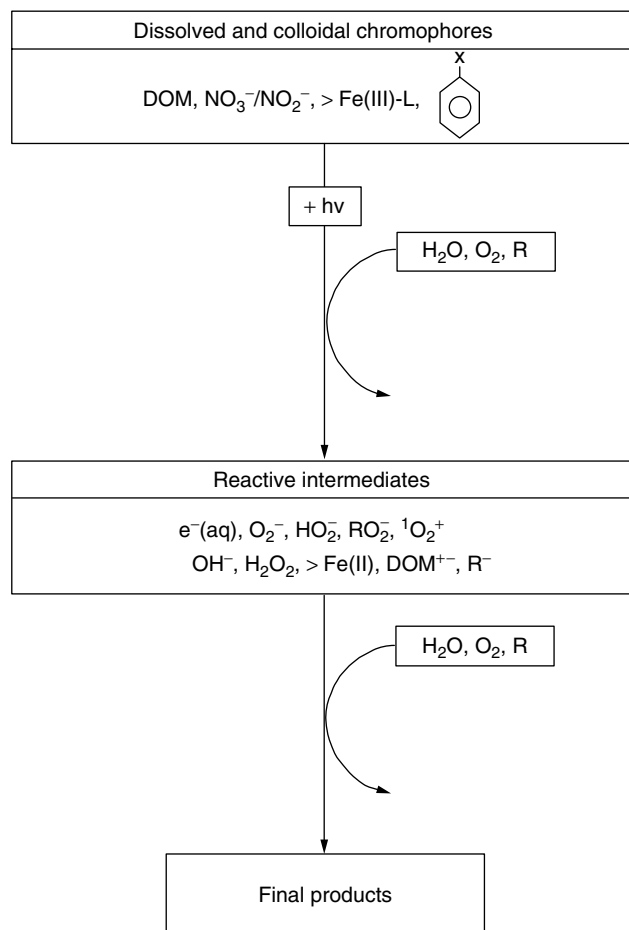 Dissolved and colloidal chromophores
x
DOM, NO₃⁻/NO₂⁻, > Fe(III)-L,
+ hv
H₂O, O₂, R
Reactive intermediates
e⁻(aq), O₂⁻, HO₂⁻, RO₂⁻, ¹O₂⁺
OH⁻, H₂O₂, > Fe(II), DOM⁺⁻, R⁻
H₂O, O₂, R
Final products